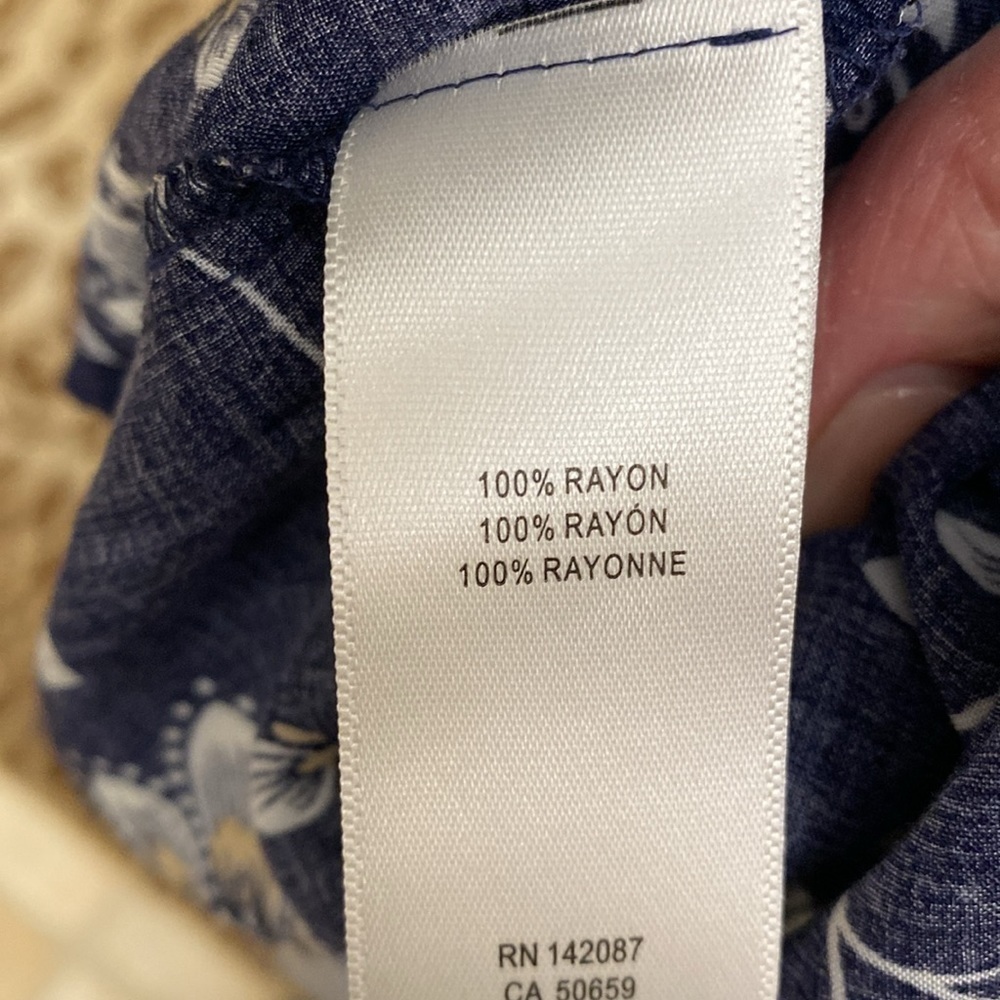 100% RAYON
100% RAYÓN
100% RAYONNE
RN 142087
CA 50659